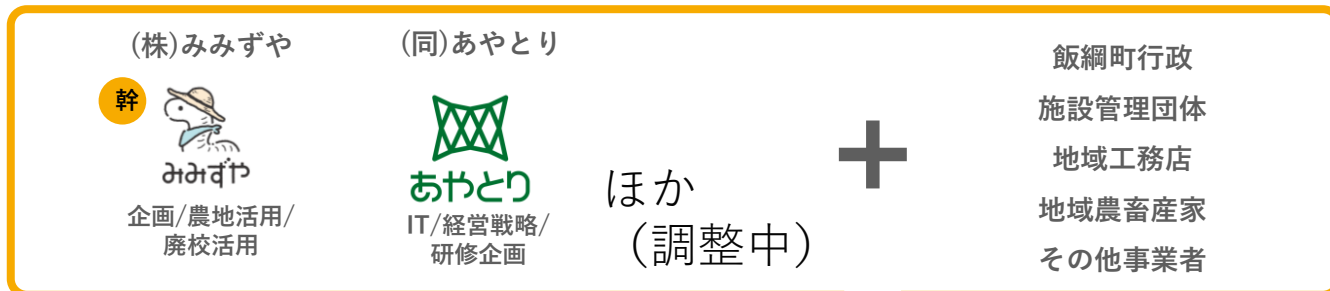 (株)みみずや
幹
みみずや
企画/農地活用/
廃校活用
(同)あやとり
あやとり
IT/経営戦略/
研修企画
ほか
（調整中）
+
飯綱町行政
施設管理団体
地域工務店
地域農畜産家
その他事業者